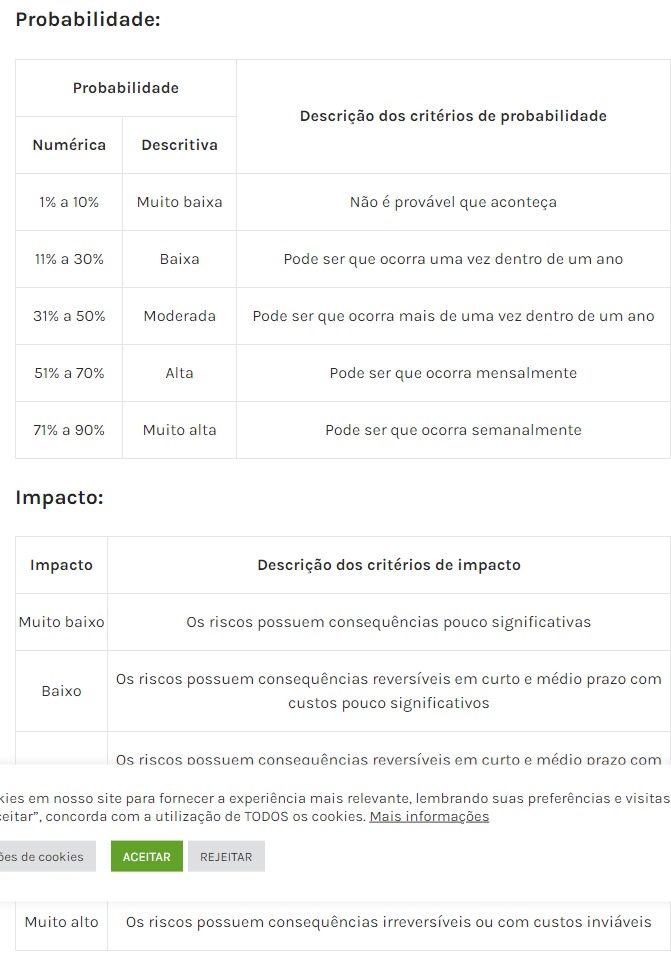 Probabilidade:
Probabilidade
Descrição dos critérios de probabilidade
Numérica Descritiva
1% a 10% Muito baixa Não é provável que aconteça
11% a 30% Baixa Pode ser que ocorra uma vez dentro de um ano
31% a 50% Moderada Pode ser que ocorra mais de uma vez dentro de um ano
51% a 70% Alta Pode ser que ocorra mensalmente
71% a 90% Muito alta Pode ser que ocorra semanalmente
Impacto:
Impacto Descrição dos critérios de impacto
Muito baixo Os riscos possuem consequências pouco significativas
Baixo Os riscos possuem consequências reversíveis em curto e médio prazo com
custos pouco significativos
Os riscos possuem consequências reversíveis em curto e médio prazo com
kies em nosso site para fornecer a experiência mais relevante, lembrando suas preferências e visitas
ceitar”, concorda com a utilização de TODOS os cookies. Mais informações
ões de cookies ACEITAR REJEITAR
Muito alto Os riscos possuem consequências irreversíveis ou com custos inviáveis